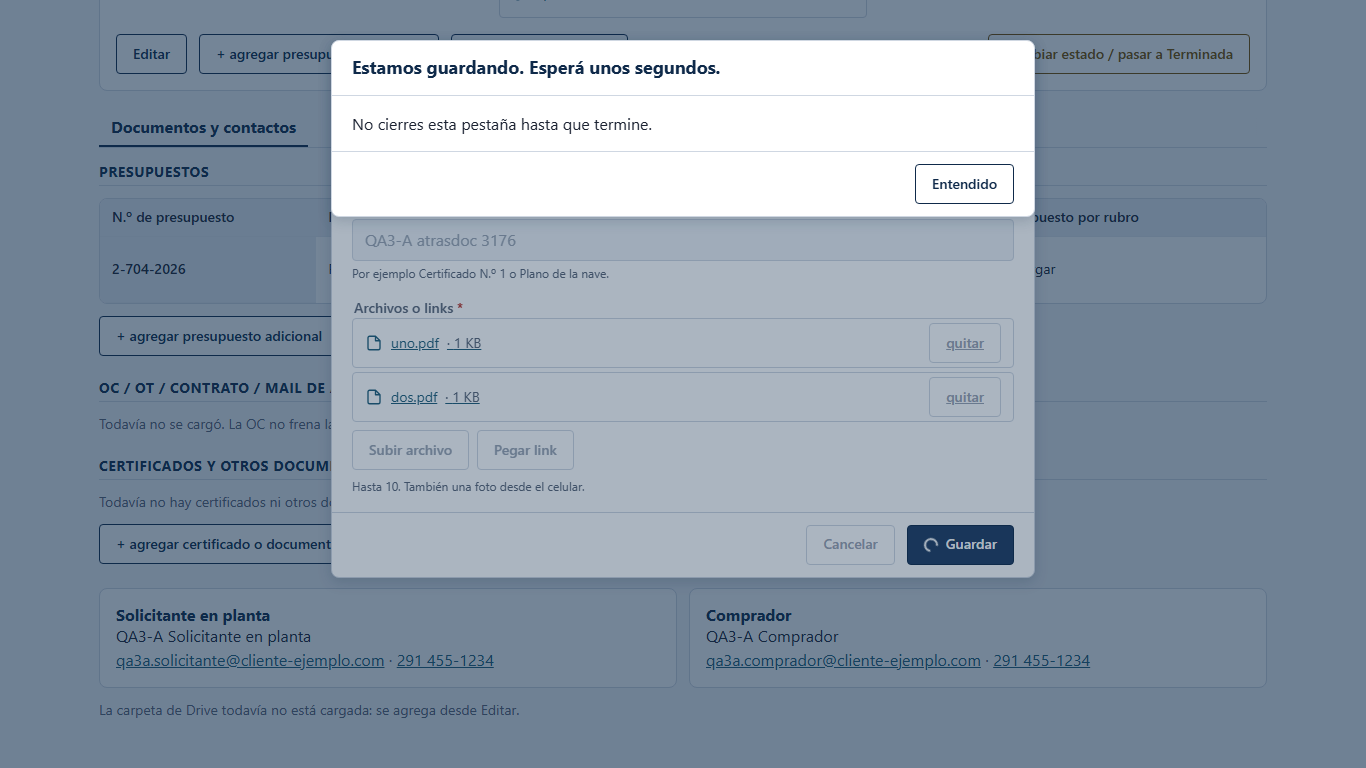 Editar
+ agregar presupu
biar estado / pasar a Terminada
Estamos guardando. Esperá unos segundos.
No cierres esta pestaña hasta que termine.
Entendido
Documentos y contactos
PRESUPUESTOS
N.º de presupuesto
puesto por rubro
2-704-2026
gar
QA3-A atrasdoc 3176
Por ejemplo Certificado N.º 1 o Plano de la nave.
Archivos o links *
uno.pdf · 1 KB
quitar
dos.pdf · 1 KB
quitar
Subir archivo
Pegar link
Hasta 10. También una foto desde el celular.
Cancelar
Guardar
+ agregar presupuesto adicional
OC / OT / CONTRATO / MAIL DE
Todavía no se cargó. La OC no frena la
CERTIFICADOS Y OTROS DOCUM
Todavía no hay certificados ni otros d
+ agregar certificado o document
Solicitante en planta
QA3-A Solicitante en planta
qa3a.solicitante@cliente-ejemplo.com · 291 455-1234
Comprador
QA3-A Comprador
qa3a.comprador@cliente-ejemplo.com · 291 455-1234
La carpeta de Drive todavía no está cargada: se agrega desde Editar.